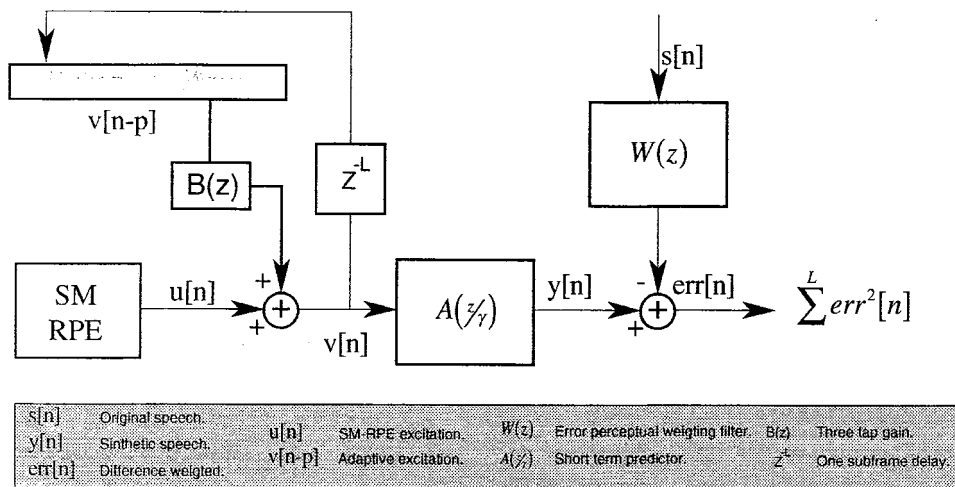 s[n]
v[n-p]
W(z)
Z^-L
B(z)
SM
RPE
u[n]
+
+
+
v[n]
A(z/γ)
y[n]
-
+
+
err[n]
L
∑ err²[n]
s[n] Original speech.
y[n] Sinthetic speech.
err[n] Difference weigted.
u[n] SM-RPE excitation.
v[n-p] Adaptive excitation.
W(z) Error perceptual weigting filter.
A(z/γ) Short term predictor.
B(z) Three tap gain.
Z^-L One subframe delay.